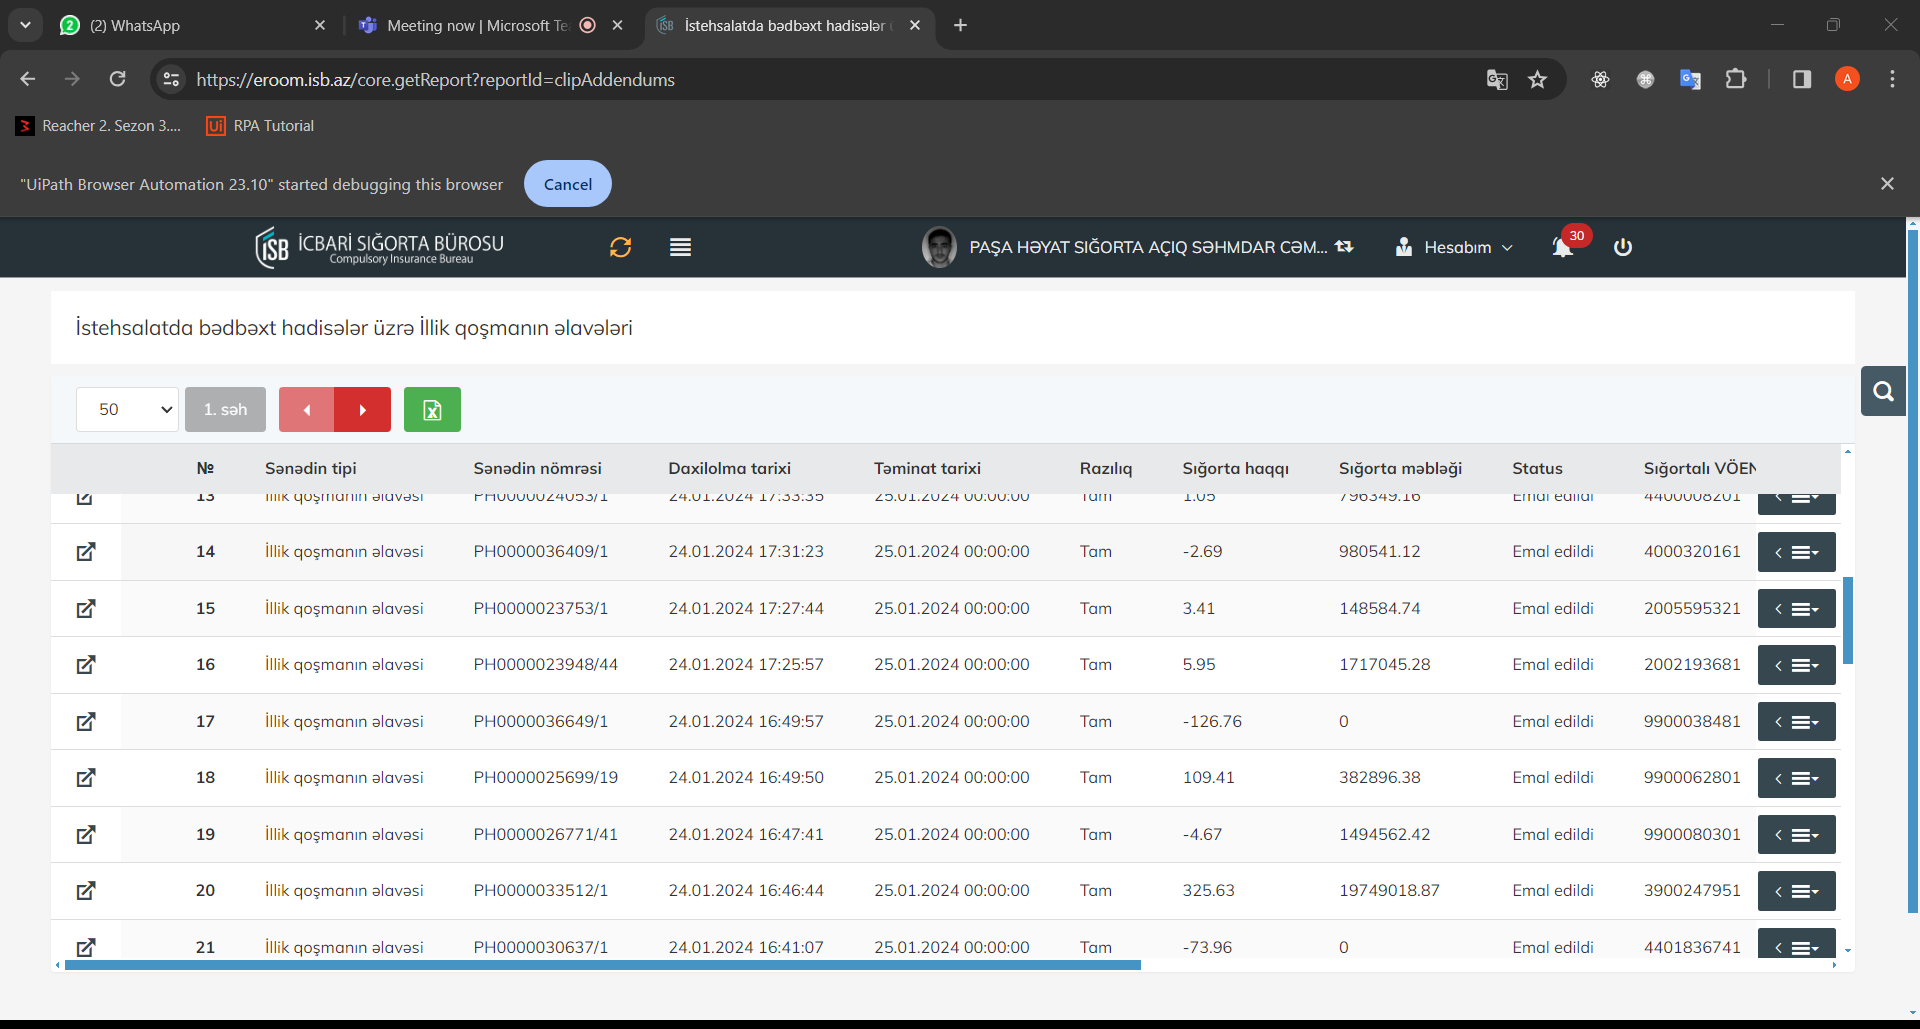 (2) WhatsApp
Meeting now | Microsoft Te
İstehsalatda bədbəxt hadisələr ü
https://eroom.isb.az/core.getReport?reportId=clipAddendums
A
Reacher 2. Sezon 3....
Ui RPA Tutorial
"UiPath Browser Automation 23.10" started debugging this browser
Cancel
İSB İCBARİ SIĞORTA BÜROSU
Compulsory Insurance Bureau
PAŞA HƏYAT SIĞORTA AÇIQ SƏHMDAR CƏM...
Hesabım
30
İstehsalatda bədbəxt hadisələr üzrə İllik qoşmanın əlavələri
50
1. səh
№ Sənədin tipi Sənədin nömrəsi Daxilolma tarixi Təminat tarixi Razılıq Sığorta haqqı Sığorta məbləği Status Sığortalı VÖEN
13 İllik qoşmanın əlavəsi PH0000024053/1 24.01.2024 17:33:35 25.01.2024 00:00:00 Tam 1.05 796349.16 Emal edildi 4400008201
14 İllik qoşmanın əlavəsi PH0000036409/1 24.01.2024 17:31:23 25.01.2024 00:00:00 Tam -2.69 980541.12 Emal edildi 4000320161
15 İllik qoşmanın əlavəsi PH0000023753/1 24.01.2024 17:27:44 25.01.2024 00:00:00 Tam 3.41 148584.74 Emal edildi 2005595321
16 İllik qoşmanın əlavəsi PH0000023948/44 24.01.2024 17:25:57 25.01.2024 00:00:00 Tam 5.95 1717045.28 Emal edildi 2002193681
17 İllik qoşmanın əlavəsi PH0000036649/1 24.01.2024 16:49:57 25.01.2024 00:00:00 Tam -126.76 0 Emal edildi 9900038481
18 İllik qoşmanın əlavəsi PH0000025699/19 24.01.2024 16:49:50 25.01.2024 00:00:00 Tam 109.41 382896.38 Emal edildi 9900062801
19 İllik qoşmanın əlavəsi PH0000026771/41 24.01.2024 16:47:41 25.01.2024 00:00:00 Tam -4.67 1494562.42 Emal edildi 9900080301
20 İllik qoşmanın əlavəsi PH0000033512/1 24.01.2024 16:46:44 25.01.2024 00:00:00 Tam 325.63 19749018.87 Emal edildi 3900247951
21 İllik qoşmanın əlavəsi PH0000030637/1 24.01.2024 16:41:07 25.01.2024 00:00:00 Tam -73.96 0 Emal edildi 4401836741